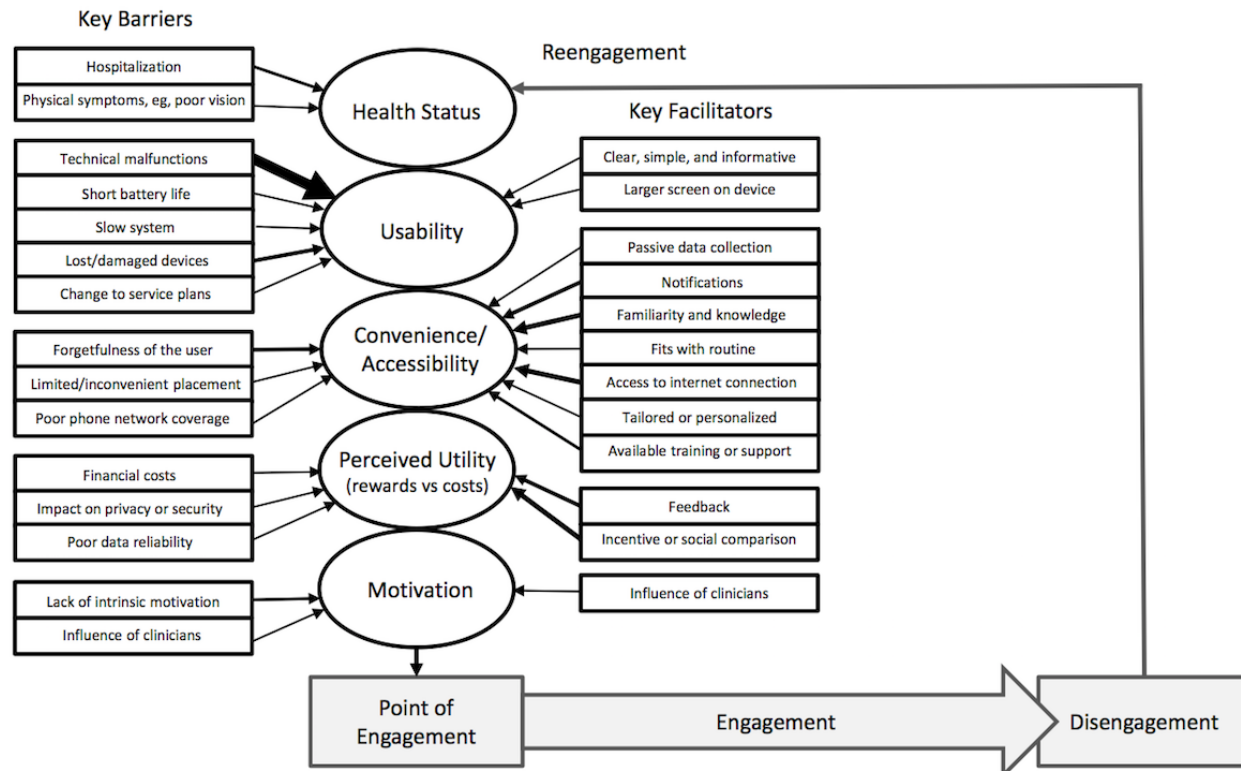 Key Barriers
Hospitalization
Physical symptoms, eg, poor vision
Technical malfunctions
Short battery life
Slow system
Lost/damaged devices
Change to service plans
Forgetfulness of the user
Limited/inconvenient placement
Poor phone network coverage
Financial costs
Impact on privacy or security
Poor data reliability
Lack of intrinsic motivation
Influence of clinicians
Health Status
Usability
Convenience/
Accessibility
Perceived Utility
(rewards vs costs)
Motivation
Reengagement
Key Facilitators
Clear, simple, and informative
Larger screen on device
Passive data collection
Notifications
Familiarity and knowledge
Fits with routine
Access to internet connection
Tailored or personalized
Available training or support
Feedback
Incentive or social comparison
Influence of clinicians
Point of
Engagement
Engagement
Disengagement